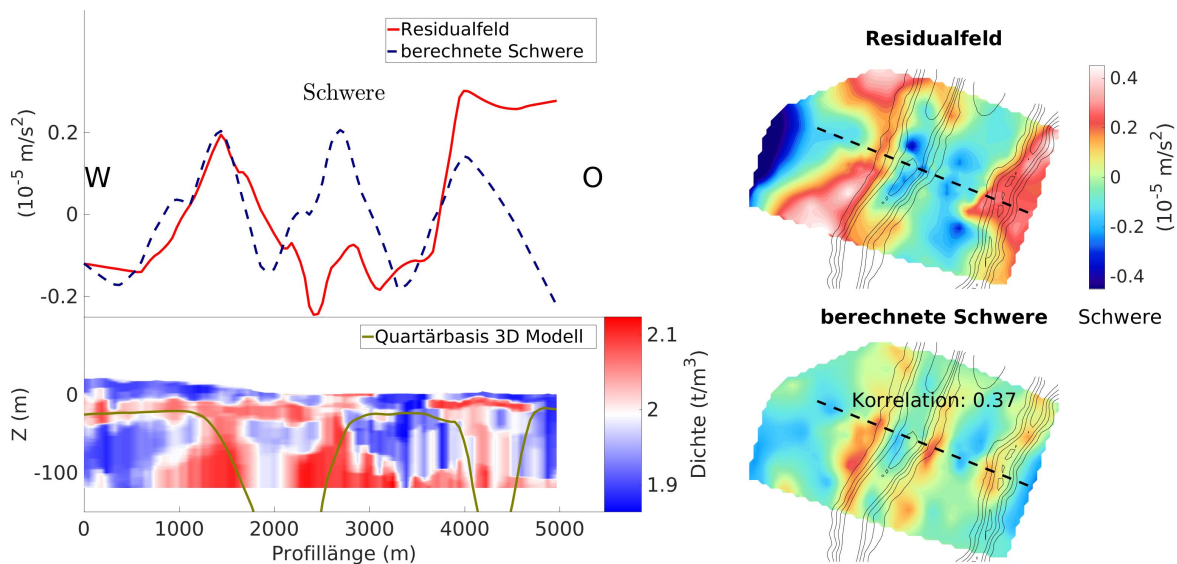 Residualfeld
berechnete Schwere
Schwere
(10-5 m/s2)
0.2
0
-0.2
W
O
Quartärbasis 3D Modell
Z (m)
0
-100
0
1000
2000
3000
4000
5000
Profillänge (m)
2.1
2
1.9
Dichte (t/m3)
Residualfeld
0.4
0.2
0
-0.2
-0.4
(10-5 m/s2)
berechnete Schwere
Schwere
Korrelation: 0.37